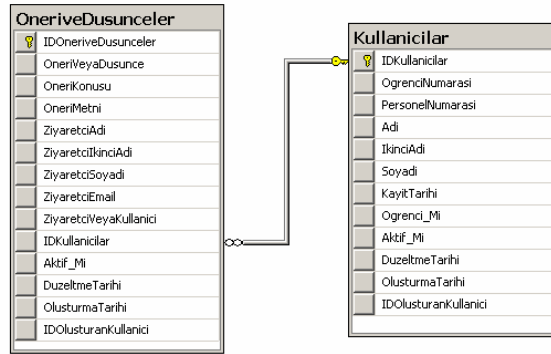 OneriveDusunceler
IDOneriveDusunceler
OneriVeyaDusunce
OneriKonusu
OneriMetni
ZiyaretciAdi
ZiyaretciIkinciAdi
ZiyaretciSoyadi
ZiyaretciEmail
ZiyaretciVeyaKullanici
IDKullanicilar
Aktif_Mi
DuzeltmeTarihi
OlusturmaTarihi
IDOlusturanKullanici
Kullanicilar
IDKullanicilar
OgrenciNumarasi
PersonelNumarasi
Adi
IkinciAdi
Soyadi
KayitTarihi
Ogrenci_Mi
Aktif_Mi
DuzeltmeTarihi
OlusturmaTarihi
IDOlusturanKullanici